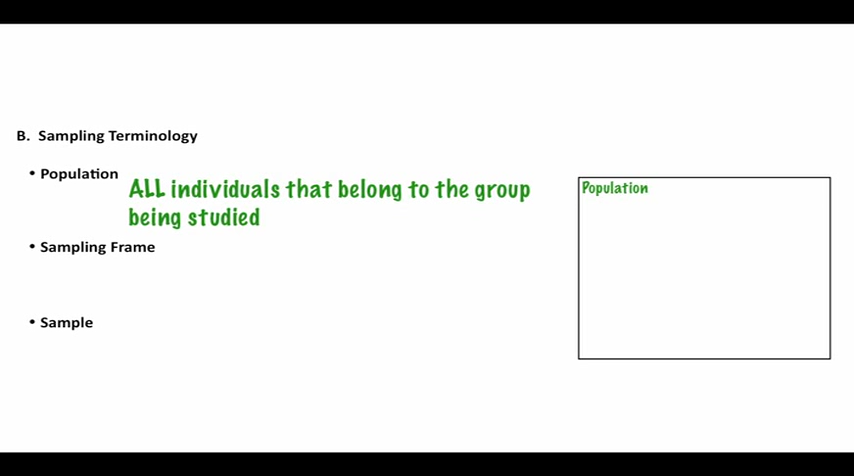 B. Sampling Terminology
• Population
ALL individuals that belong to the group
being studied
Population
• Sampling Frame
• Sample